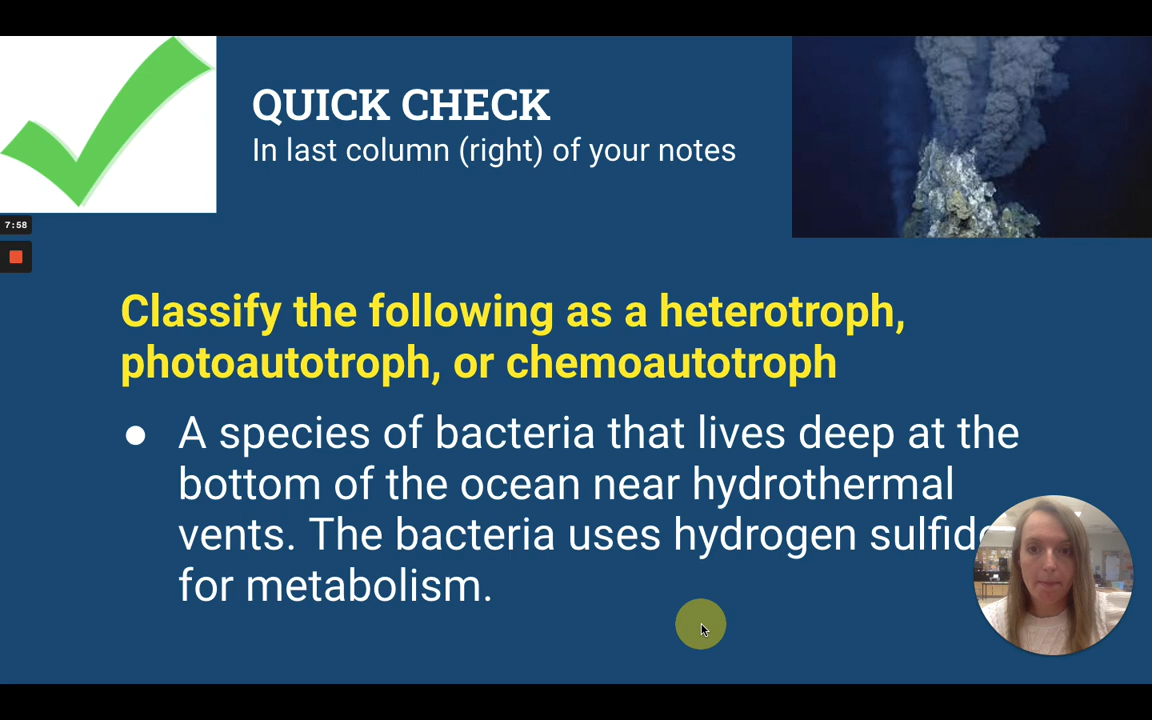 QUICK CHECK
In last column (right) of your notes
7:58
Classify the following as a heterotroph,
photoautotroph, or chemoautotroph
● A species of bacteria that lives deep at the
bottom of the ocean near hydrothermal
vents. The bacteria uses hydrogen sulfide
for metabolism.